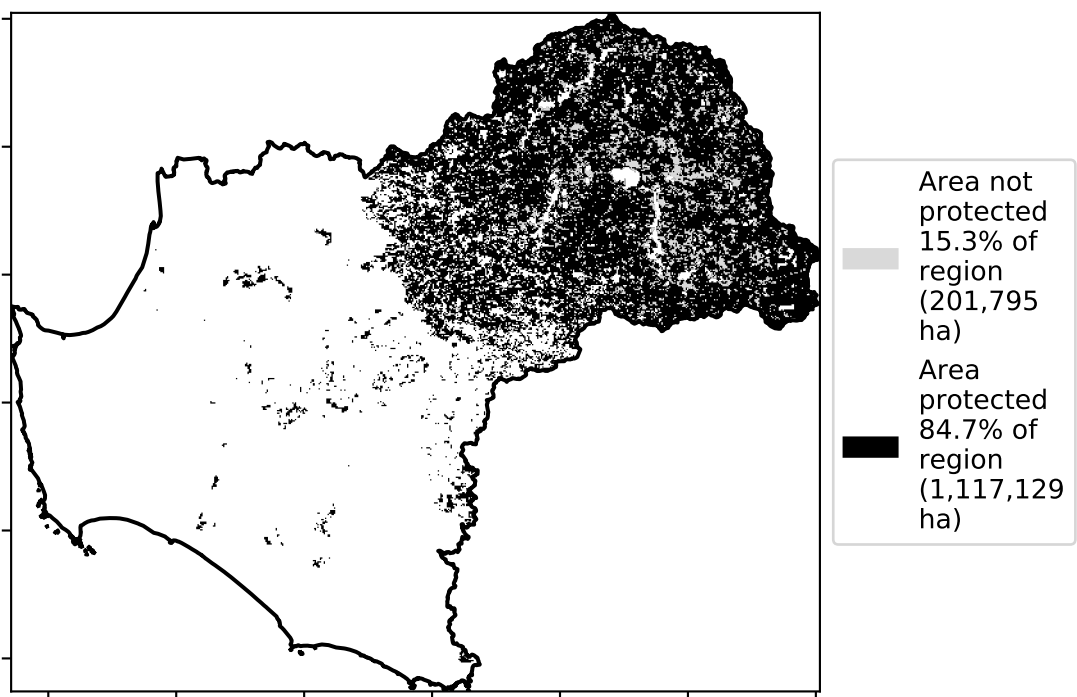 Area not
protected
15.3% of
region
(201,795
ha)
Area
protected
84.7% of
region
(1,117,129
ha)